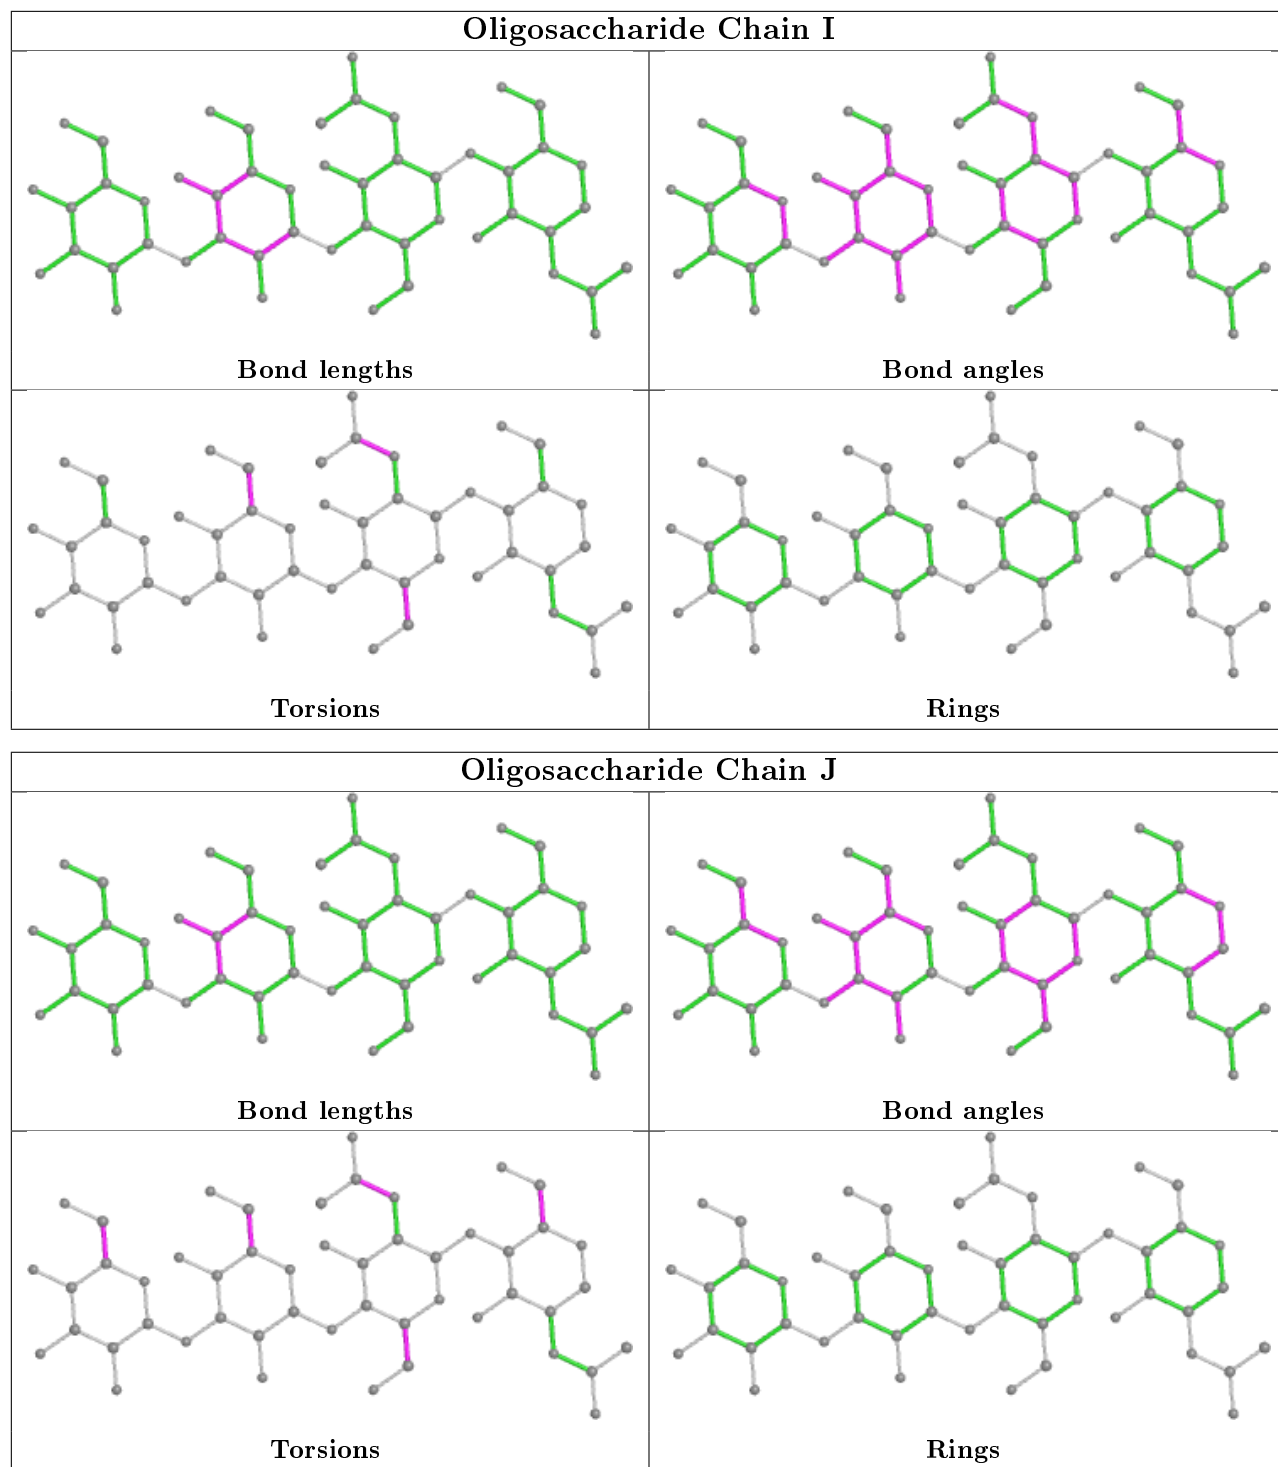 Oligosaccharide Chain I
Bond lengths
Bond angles
Torsions
Rings
Oligosaccharide Chain J
Bond lengths
Bond angles
Torsions
Rings